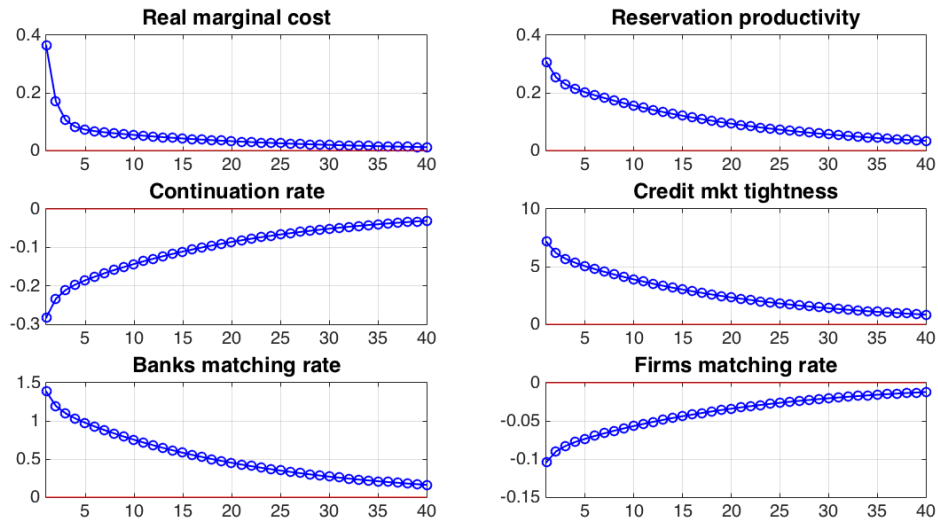 Real marginal cost
0.4
0.2
0
5 10 15 20 25 30 35 40
Reservation productivity
0.4
0.2
0
5 10 15 20 25 30 35 40
Continuation rate
0
-0.1
-0.2
-0.3
5 10 15 20 25 30 35 40
Credit mkt tightness
10
5
0
5 10 15 20 25 30 35 40
Banks matching rate
1.5
1
0.5
0
5 10 15 20 25 30 35 40
Firms matching rate
0
-0.05
-0.1
-0.15
5 10 15 20 25 30 35 40